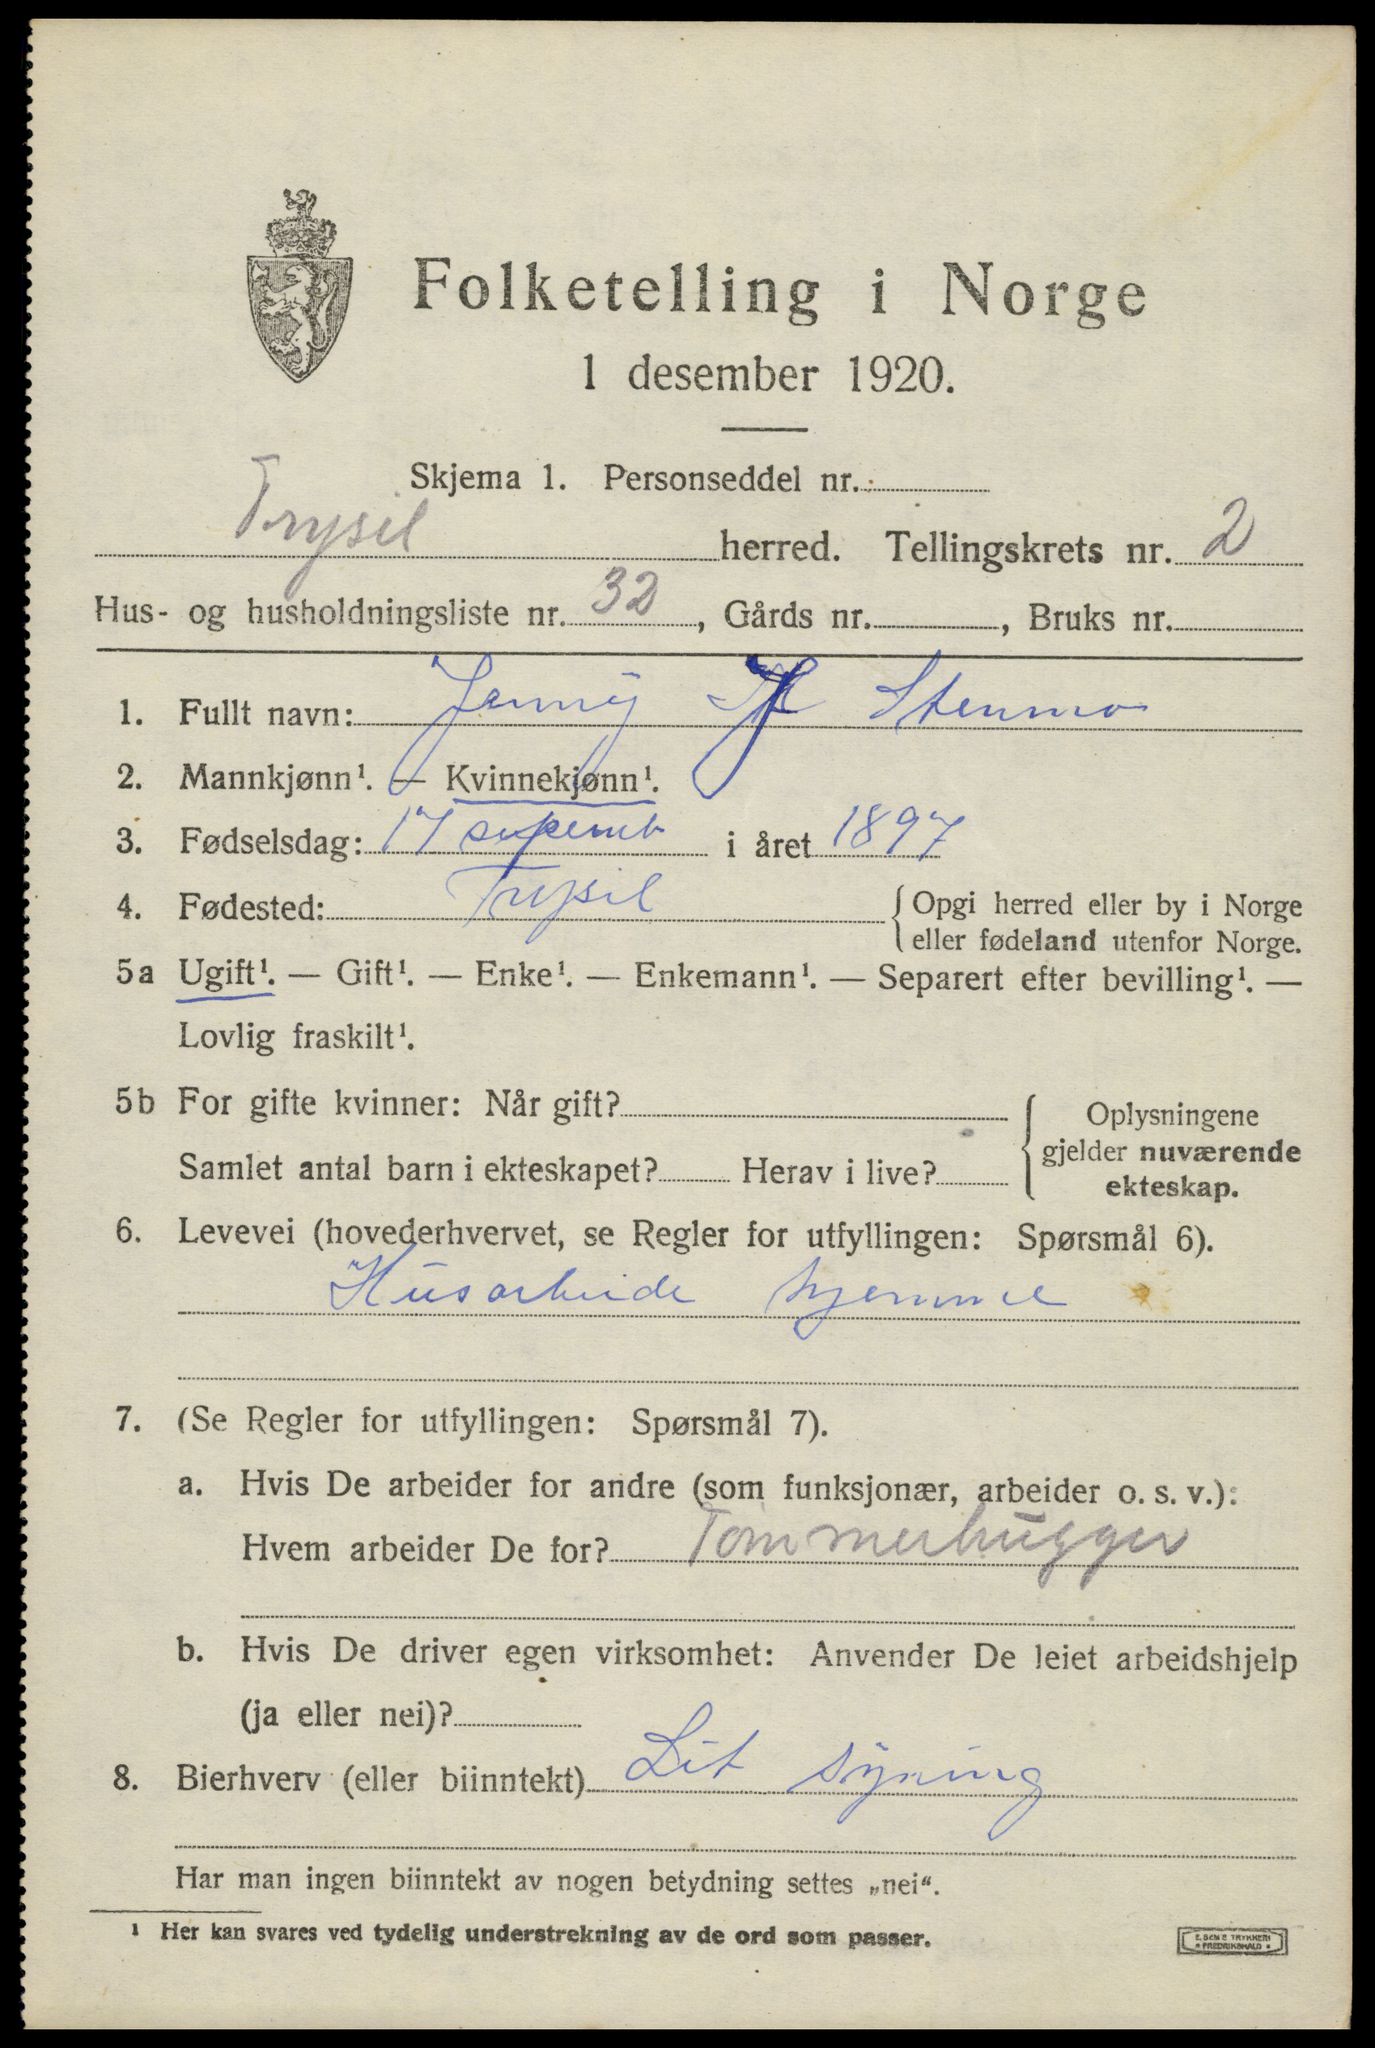 Folketelling i Norge
1 desember 1920.
Skjema 1. Personseddel nr.
Trysil herred. Tellingskrets nr. 2
Hus- og husholdningsliste nr. 32, Gårds nr. , Bruks nr.
1. Fullt navn: Jenny Stenmo
2. Mannkjønn¹. — Kvinnekjønn¹.
3. Fødselsdag: 17 i året 1897
4. Fødested: Trysil { Opgi herred eller by i Norge
eller fødeland utenfor Norge.
5a Ugift¹. — Gift¹. — Enke¹. — Enkemann¹. — Separert efter bevilling¹. —
Lovlig fraskilt¹.
5b For gifte kvinner: Når gift?
Samlet antal barn i ekteskapet? Herav i live?
{ Oplysningene
gjelder nuværende
ekteskap.
6. Levevei (hovederhvervet, se Regler for utfyllingen: Spørsmål 6).
Husarbeide hjemme
7. (Se Regler for utfyllingen: Spørsmål 7).
a. Hvis De arbeider for andre (som funksjonær, arbeider o. s. v.):
Hvem arbeider De for? Tømmerhugger
b. Hvis De driver egen virksomhet: Anvender De leiet arbeidshjelp
(ja eller nei)?
8. Bierhverv (eller biinntekt) Lit syning
Har man ingen biinntekt av nogen betydning settes „nei“.
¹ Her kan svares ved tydelig understrekning av de ord som passer.
E. SEM'S TRYKKERI
• FREDRIKSHALD •